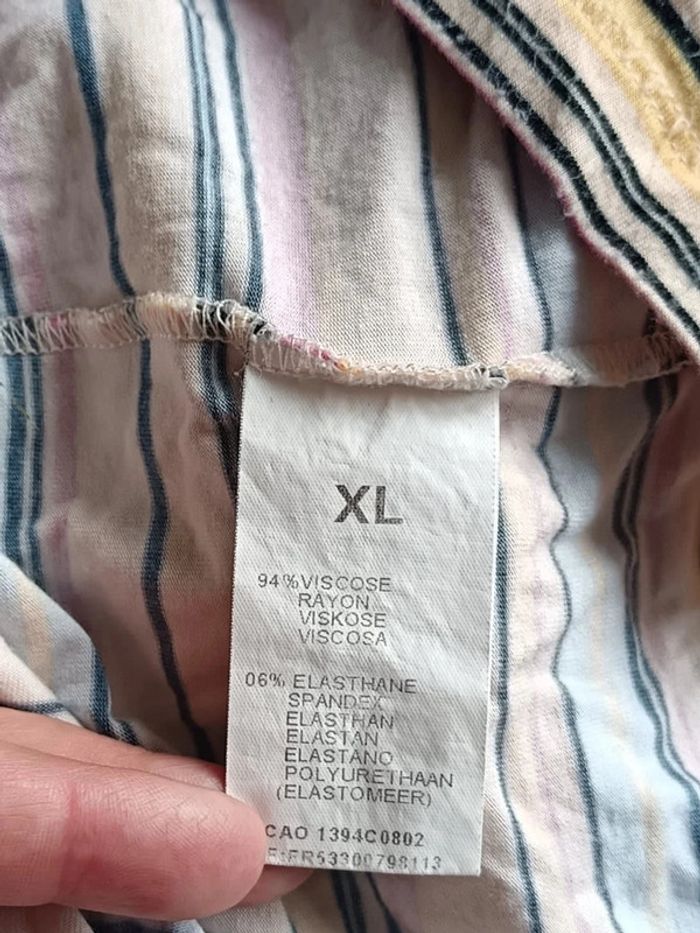 XL
94%VISCOSE
RAYON
VISKOSE
VISCOSA
06% ELASTHANE
SPANDEX
ELASTHAN
ELASTAN
ELASTANO
POLYURETHAAN
(ELASTOMEER)
CAO 1394C0802